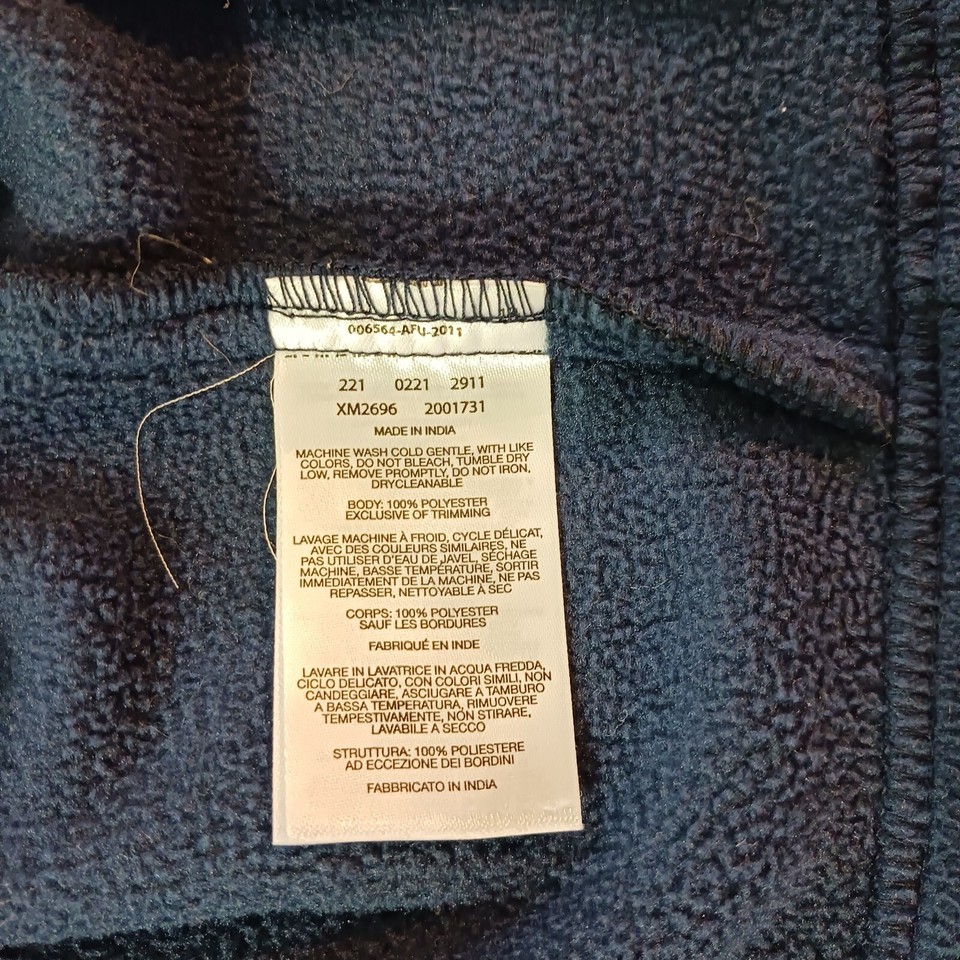 006564-AFU-2011
221 0221 2911
XM2696 2001731
MADE IN INDIA
MACHINE WASH COLD GENTLE, WITH LIKE
COLORS, DO NOT BLEACH, TUMBLE DRY
LOW, REMOVE PROMPTLY, DO NOT IRON,
DRYCLEANABLE
BODY: 100% POLYESTER
EXCLUSIVE OF TRIMMING
LAVAGE MACHINE À FROID, CYCLE DÉLICAT,
AVEC DES COULEURS SIMILAIRES, NE
PAS UTILISER D'EAU DE JAVEL, SÉCHAGE
MACHINE, BASSE TEMPÉRATURE, SORTIR
IMMEDIATEMENT DE LA MACHINE, NE PAS
REPASSER, NETTOYABLE À SEC
CORPS: 100% POLYESTER
SAUF LES BORDURES
FABRIQUÉ EN INDE
LAVARE IN LAVATRICE IN ACQUA FREDDA,
CICLO DELICATO, CON COLORI SIMILI, NON
CANDEGGIARE, ASCIUGARE A TAMBURO
A BASSA TEMPERATURA, RIMUOVERE
TEMPESTIVAMENTE, NON STIRARE,
LAVABILE A SECCO
STRUTTURA: 100% POLIESTERE
AD ECCEZIONE DEI BORDINI
FABBRICATO IN INDIA